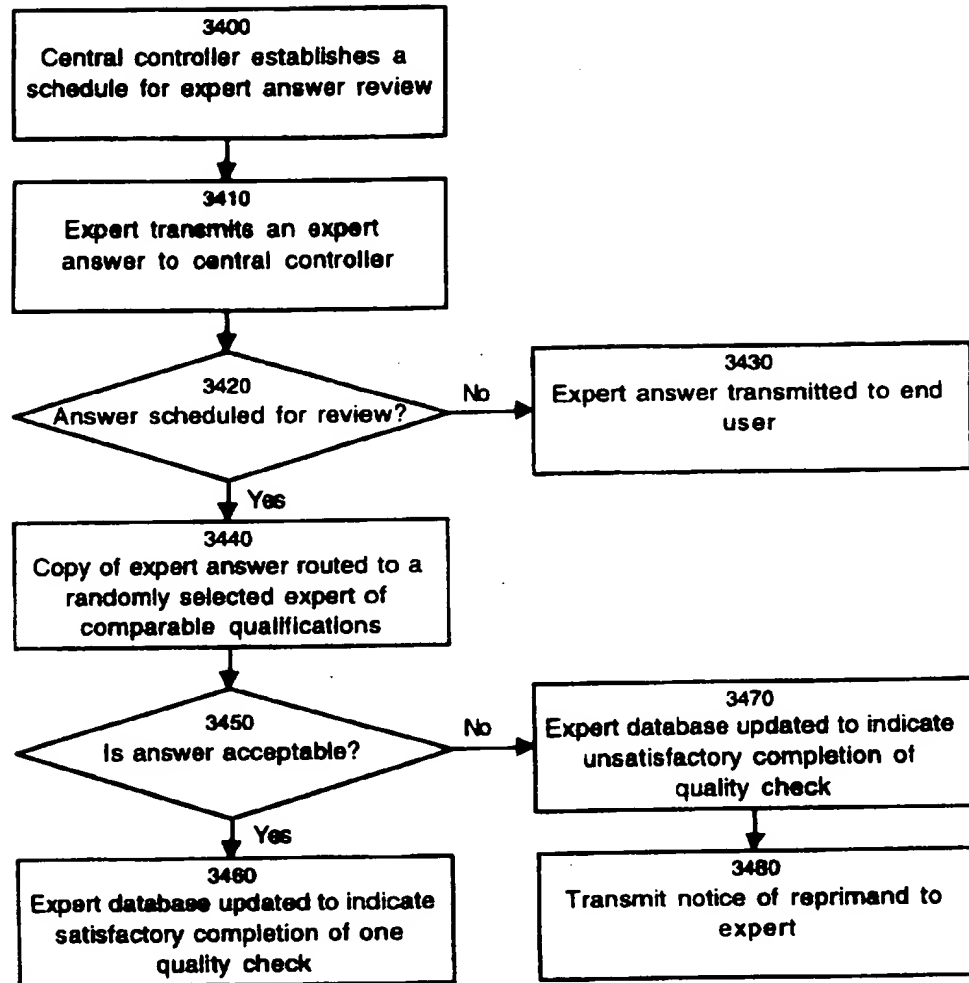 3400
Central controller establishes a
schedule for expert answer review
3410
Expert transmits an expert
answer to central controller
3420
Answer scheduled for review?
No
3430
Expert answer transmitted to end
user
Yes
3440
Copy of expert answer routed to a
randomly selected expert of
comparable qualifications
3450
Is answer acceptable?
No
3470
Expert database updated to indicate
unsatisfactory completion of
quality check
Yes
3460
Expert database updated to indicate
satisfactory completion of one
quality check
3480
Transmit notice of reprimand to
expert